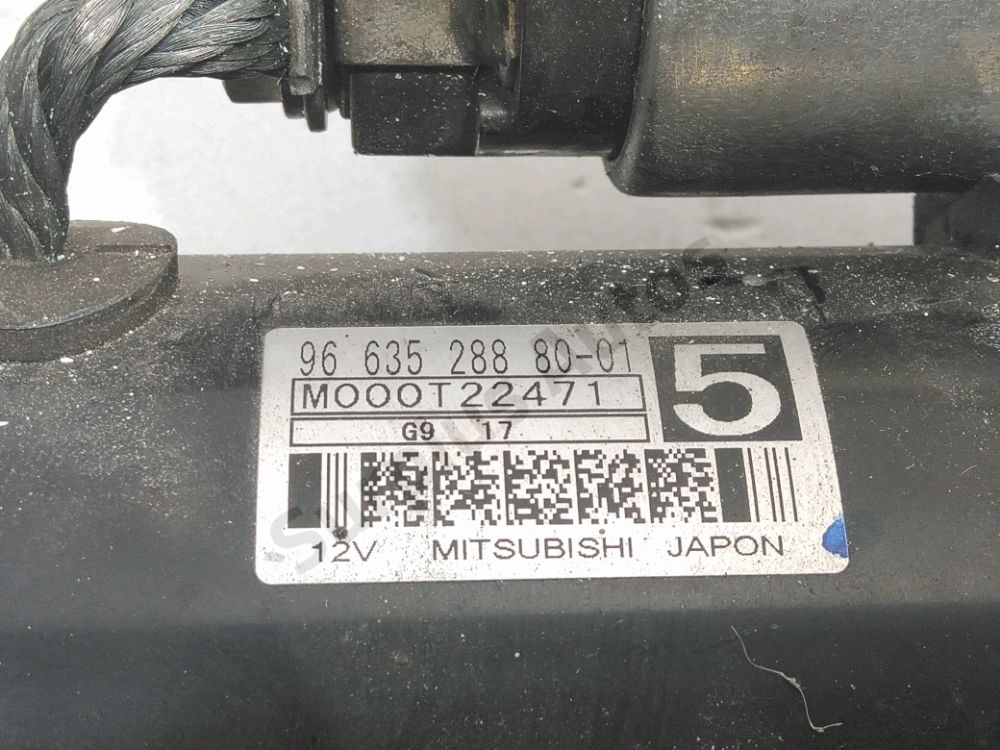 96 635 288 80-01
5
M000T22471
G9 17
12V MITSUBISHI JAPON